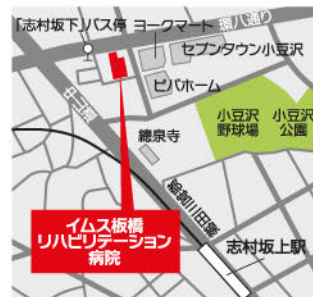 「志村坂下」バス停
ヨークマート
環八通り
セブンタウン小豆沢
ビバホーム
中山道
小豆沢
野球場
小豆沢
公園
總泉寺
都営三田線
イムス板橋
リハビリテーション
病院
志村坂上駅